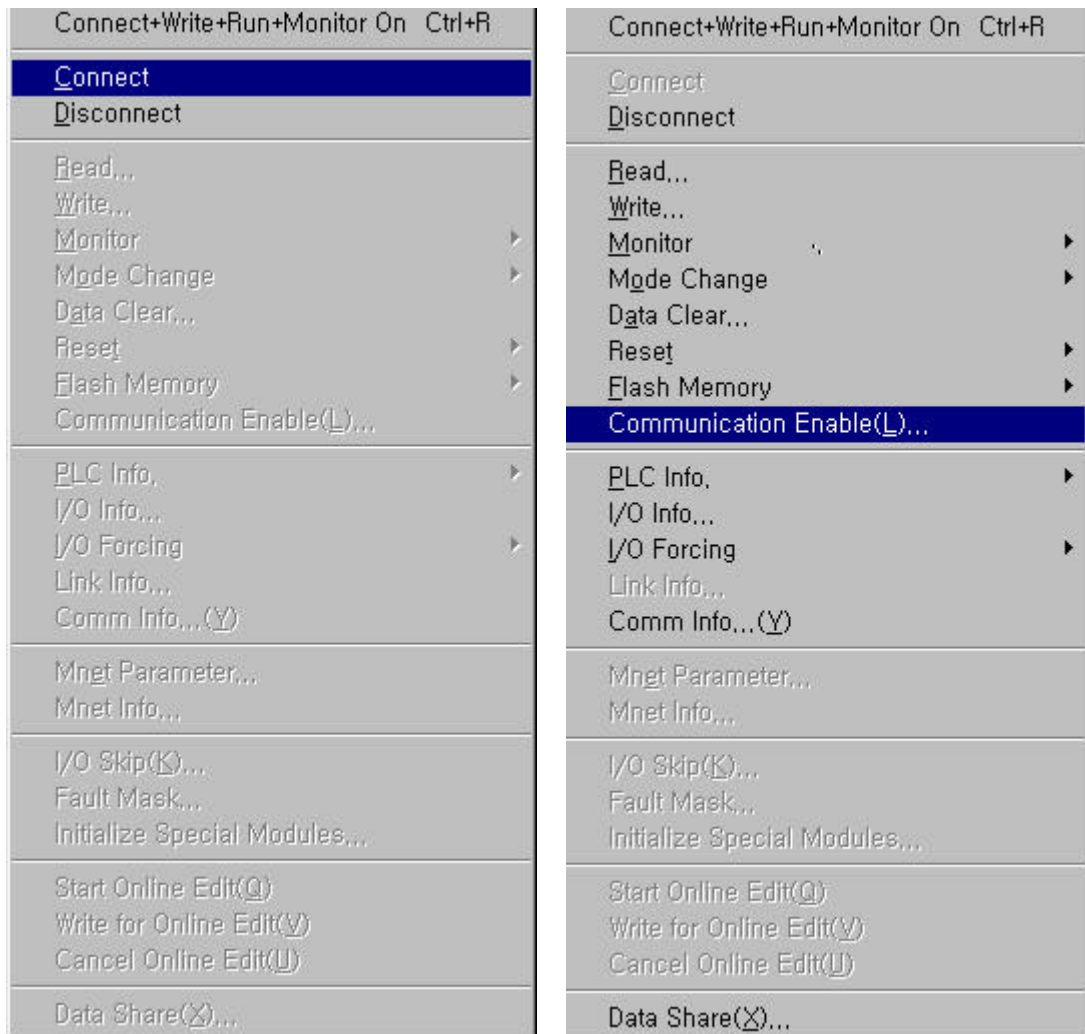 Connect+Write+Run+Monitor On Ctrl+R
Connect
Disconnect
Read...
Write...
Monitor
Mode Change
Data Clear...
Reset
Flash Memory
Communication Enable(L)...
PLC Info.
I/O Info...
I/O Forcing
Link Info...
Comm Info...(Y)
Mnet Parameter...
Mnet Info...
I/O Skip(K)...
Fault Mask...
Initialize Special Modules...
Start Online Edit(Q)
Write for Online Edit(V)
Cancel Online Edit(U)
Data Share(X)...
Connect+Write+Run+Monitor On Ctrl+R
Connect
Disconnect
Read...
Write...
Monitor
Mode Change
Data Clear...
Reset
Flash Memory
Communication Enable(L)...
PLC Info.
I/O Info...
I/O Forcing
Link Info...
Comm Info...(Y)
Mnet Parameter...
Mnet Info...
I/O Skip(K)...
Fault Mask...
Initialize Special Modules...
Start Online Edit(Q)
Write for Online Edit(V)
Cancel Online Edit(U)
Data Share(X)...